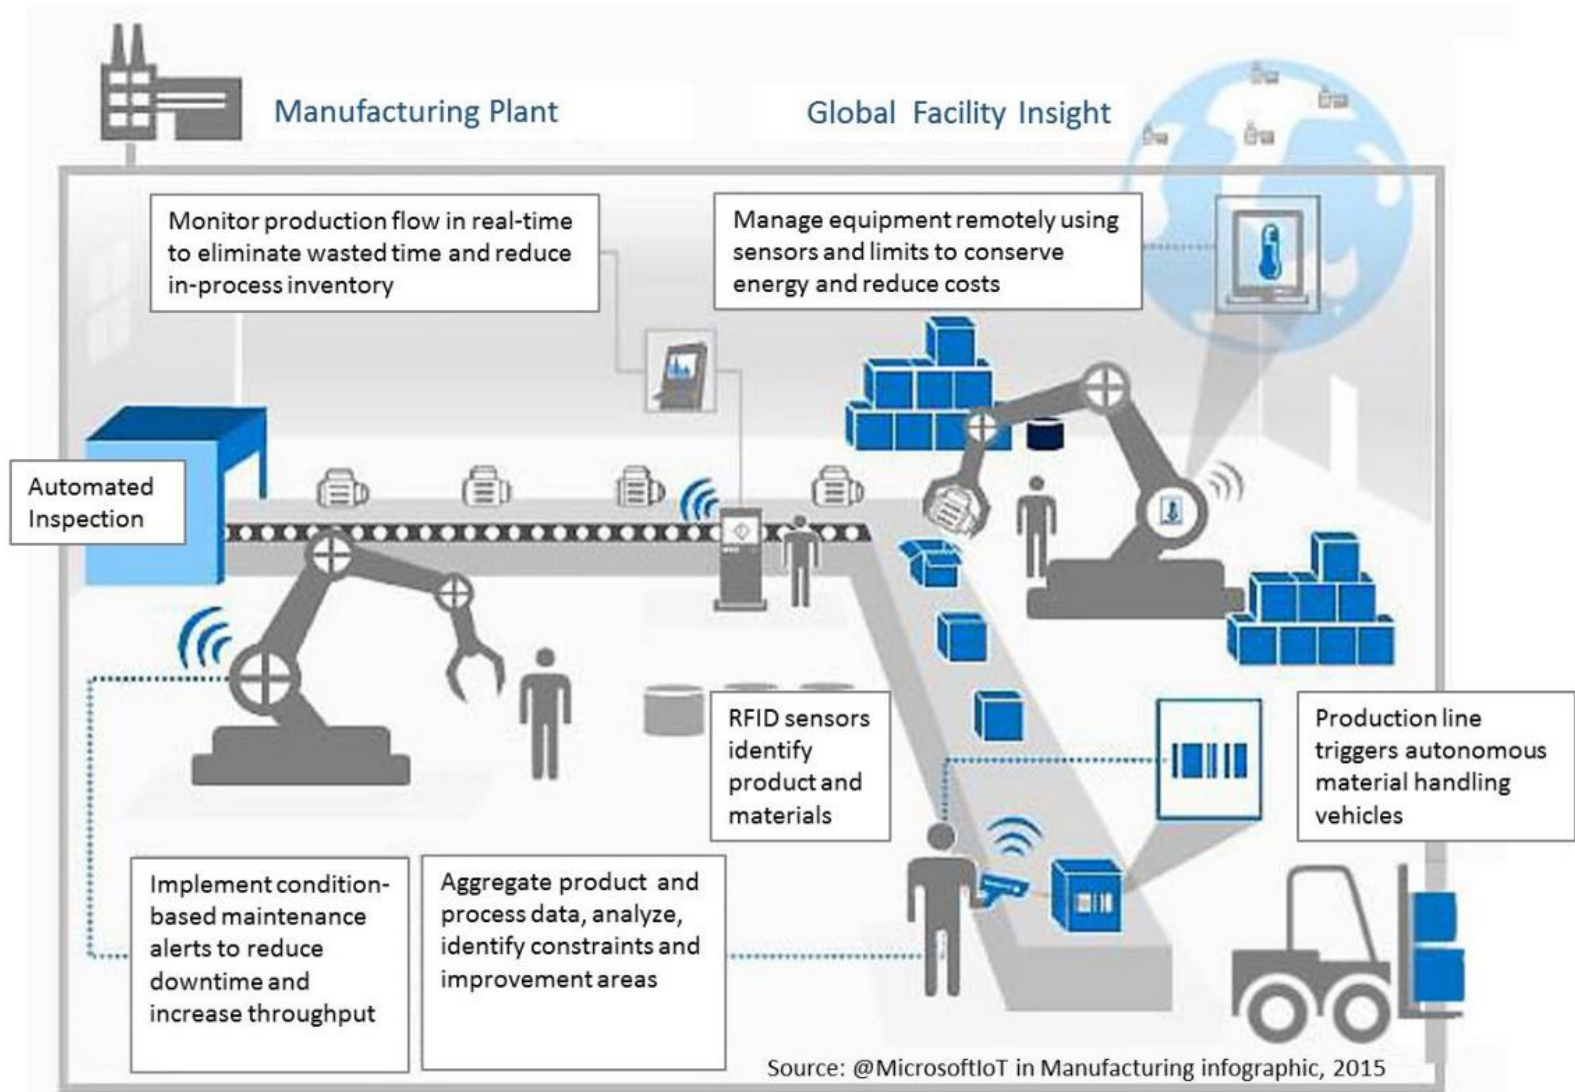 Manufacturing Plant
Global Facility Insight
Monitor production flow in real-time
to eliminate wasted time and reduce
in-process inventory
Manage equipment remotely using
sensors and limits to conserve
energy and reduce costs
Automated
Inspection
RFID sensors
identify
product and
materials
Production line
triggers autonomous
material handling
vehicles
Implement condition-
based maintenance
alerts to reduce
downtime and
increase throughput
Aggregate product and
process data, analyze,
identify constraints and
improvement areas
Source: @MicrosoftIoT in Manufacturing infographic, 2015